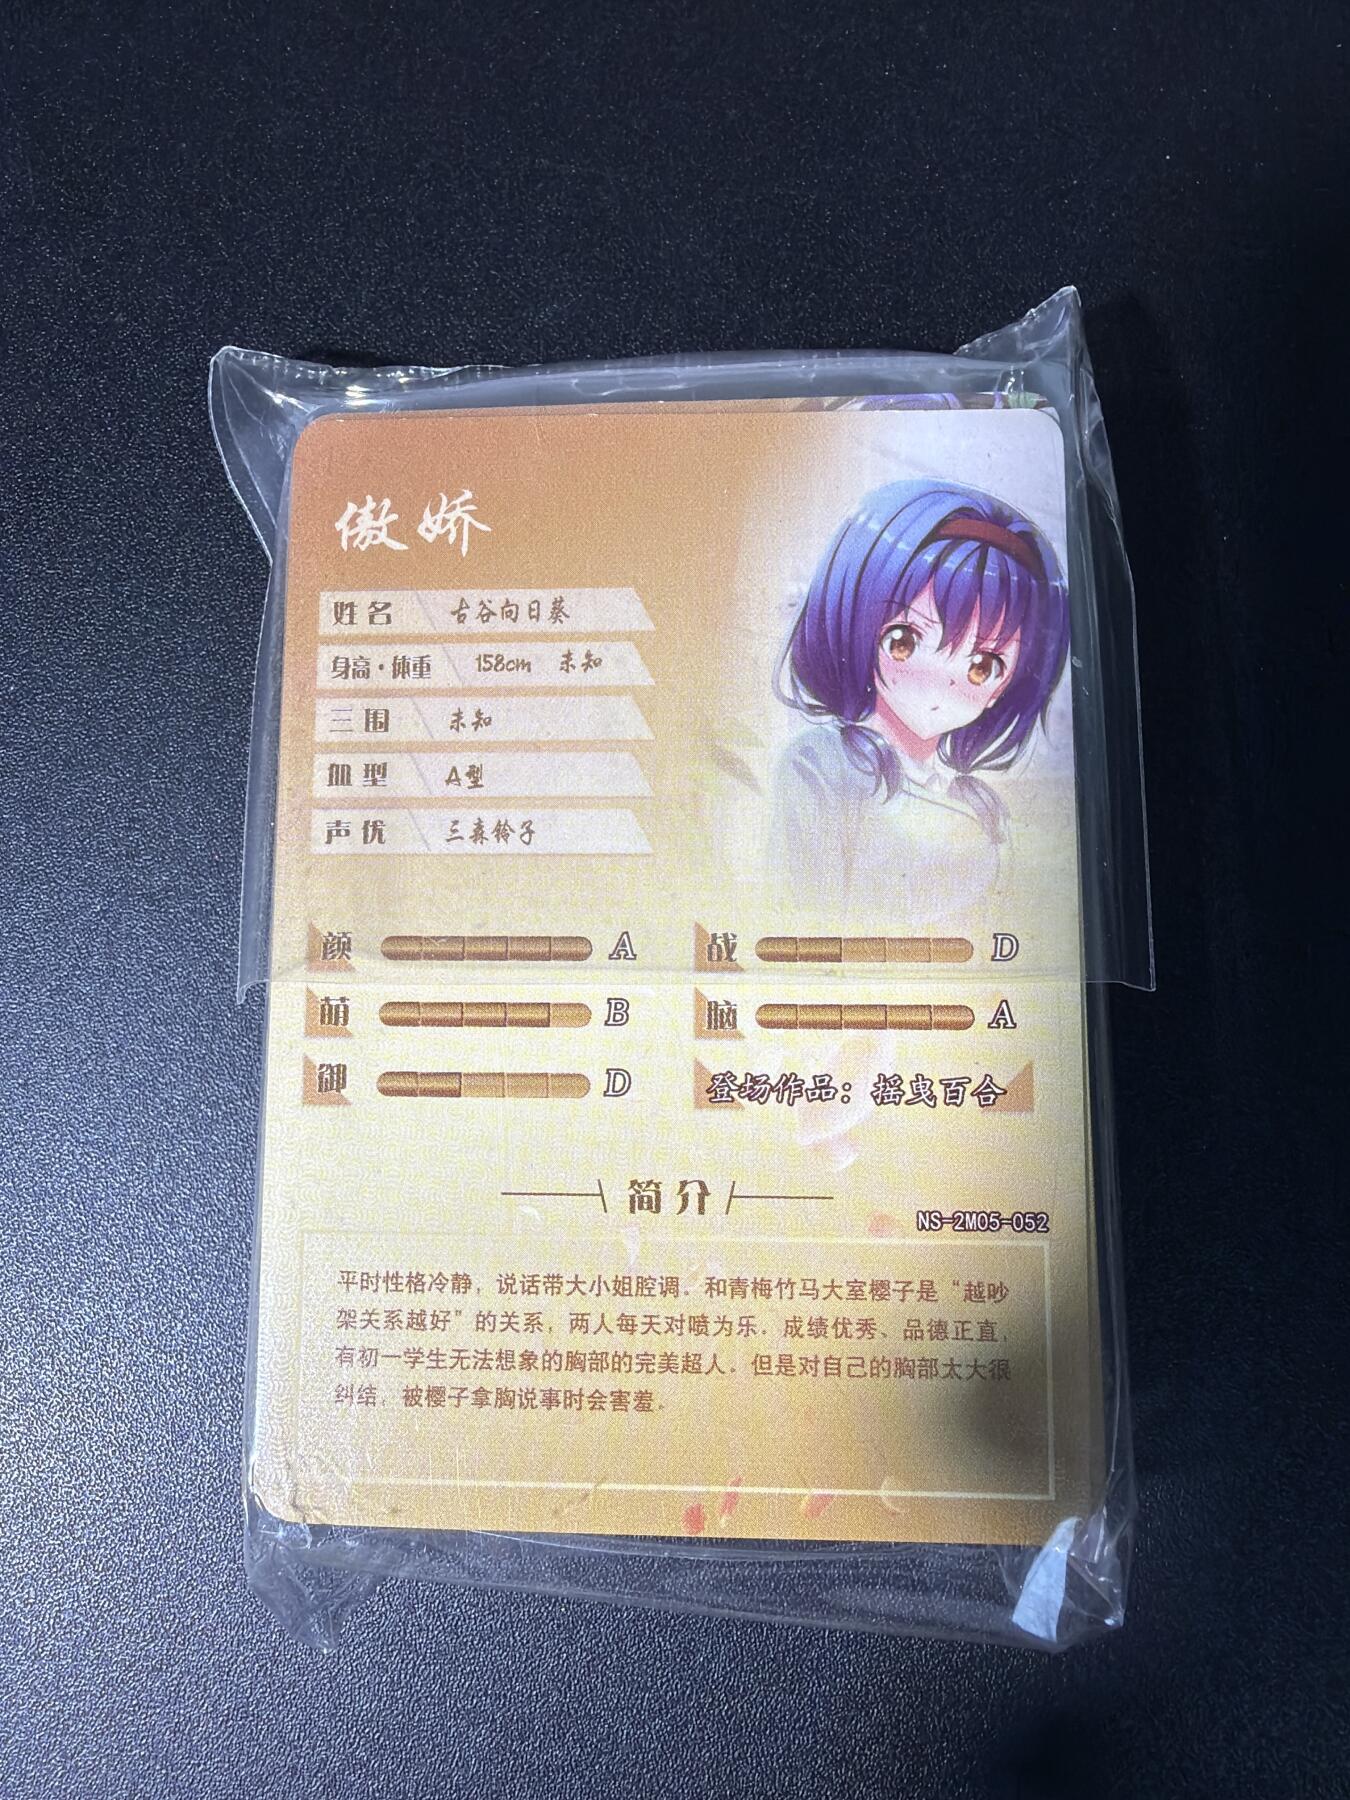 傲娇
姓名 古谷向日葵
身高·体重 158cm 未知
三围 未知
血型 A型
声优 三森铃子
颜 A 战 D
萌 B 脑 A
御 D 登场作品：摇曳百合
简介
NS-2M05-052
平时性格冷静，说话带大小姐腔调。和青梅竹马大室樱子是“越吵
架关系越好”的关系，两人每天对喷为乐。成绩优秀、品德正直，
有初一学生无法想象的胸部的完美超人。但是对自己的胸部太大很
纠结，被樱子拿胸说事时会害羞。